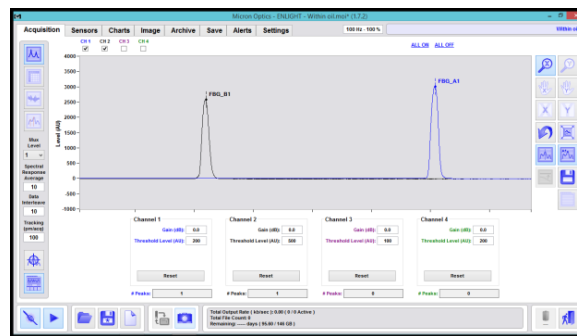 Micron Optics - ENLIGHT - Within oil.moi* (1.7.2)
Acquisition Sensors Charts Image Archive Save Alerts Settings
100 Hz - 100 %
Within oil
CH 1 CH 2 CH 3 CH 4
ALL ON ALL OFF
4000
3500
3000
2500
2000
1500
1000
500
0
-500
-1000
Level (AU)
FBG_B1
FBG_A1
Mux
Level
1
Spectral
Response
Average
10
Data
Interleave
10
Tracking
(pm/acq)
100
Channel 1 Channel 2 Channel 3 Channel 4
Gain (dB): 0.0 Gain (dB): 0.0 Gain (dB): 0.0 Gain (dB): 0.0
Threshold Level (AU): 200 Threshold Level (AU): Threshold Level (AU): 100 Threshold Level (AU): 200
Reset Reset Reset Reset
# Peaks: 1 # Peaks: 1 # Peaks: 0 # Peaks: 0
Total Output Rate ( kb/sec ): 0.00 ( 0 / 0 Active )
Total File Count: 0
Remaining: ---- days ( 95.60 / 140 GB )